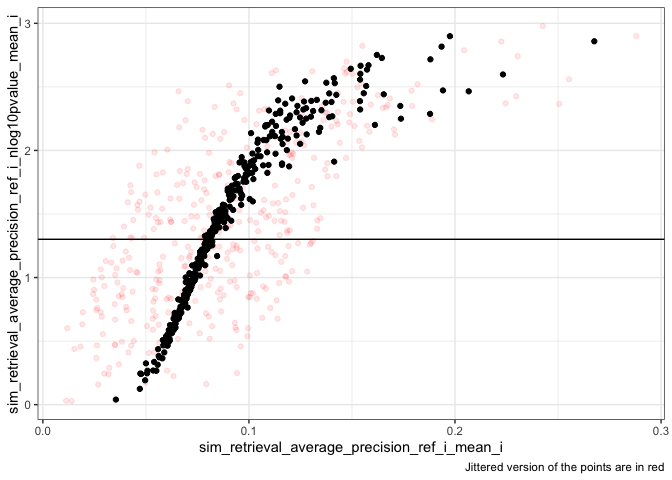 sim_retrieval_average_precision_ref_i_nlog10pvalue_mean_i
3
2
1
0
0.0
0.1
0.2
0.3
sim_retrieval_average_precision_ref_i_mean_i
Jittered version of the points are in red